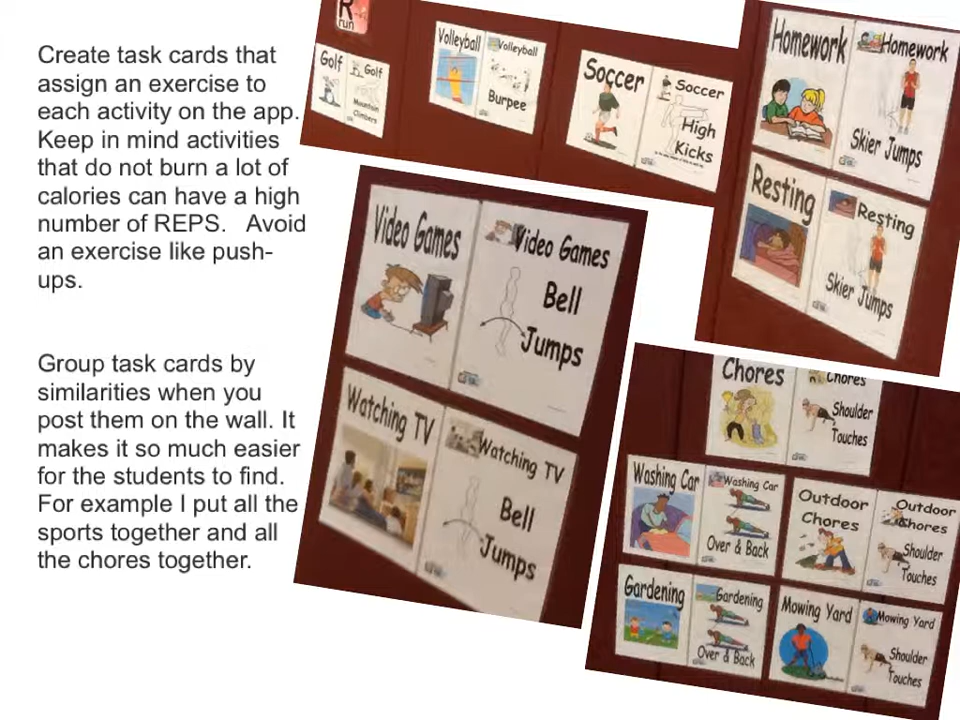 Create task cards that
assign an exercise to
each activity on the app.
Keep in mind activities
that do not burn a lot of
calories can have a high
number of REPS. Avoid
an exercise like push-
ups.
Group task cards by
similarities when you
post them on the wall. It
makes it so much easier
for the students to find.
For example I put all the
sports together and all
the chores together.
R
run
Golf
Golf
Mountain
Climbers
Volleyball
Volleyball
Burpee
Soccer
Soccer
High
Kicks
Homework
Homework
Skier Jumps
Resting
Resting
Skier Jumps
Video Games
Video Games
Bell
Jumps
Watching TV
Watching TV
Bell
Jumps
Chores
Chores
Shoulder
Touches
Washing Car
Washing Car
Over & Back
Outdoor
Chores
Outdoor
Chores
Shoulder
Touches
Gardening
Gardening
Over & Back
Mowing Yard
Mowing Yard
Shoulder
Touches